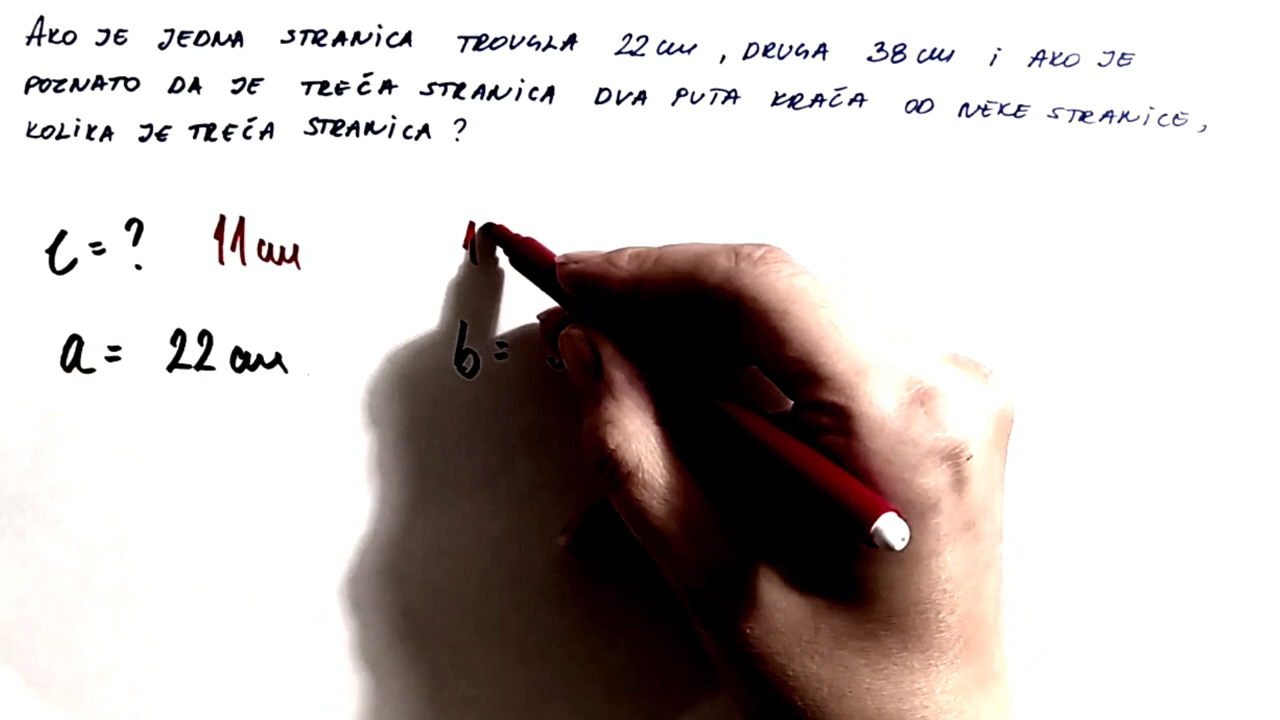 AKO JE JEDNA STRANICA TROUGLA 22 cm, DRUGA 38 cm i AKO JE
POZNATO DA JE TREĆA STRANICA DVA PUTA KRAĆA OD NEKE STRANICE,
KOLIKA JE TREĆA STRANICA?
c = ? 11 cm
a = 22 cm b =